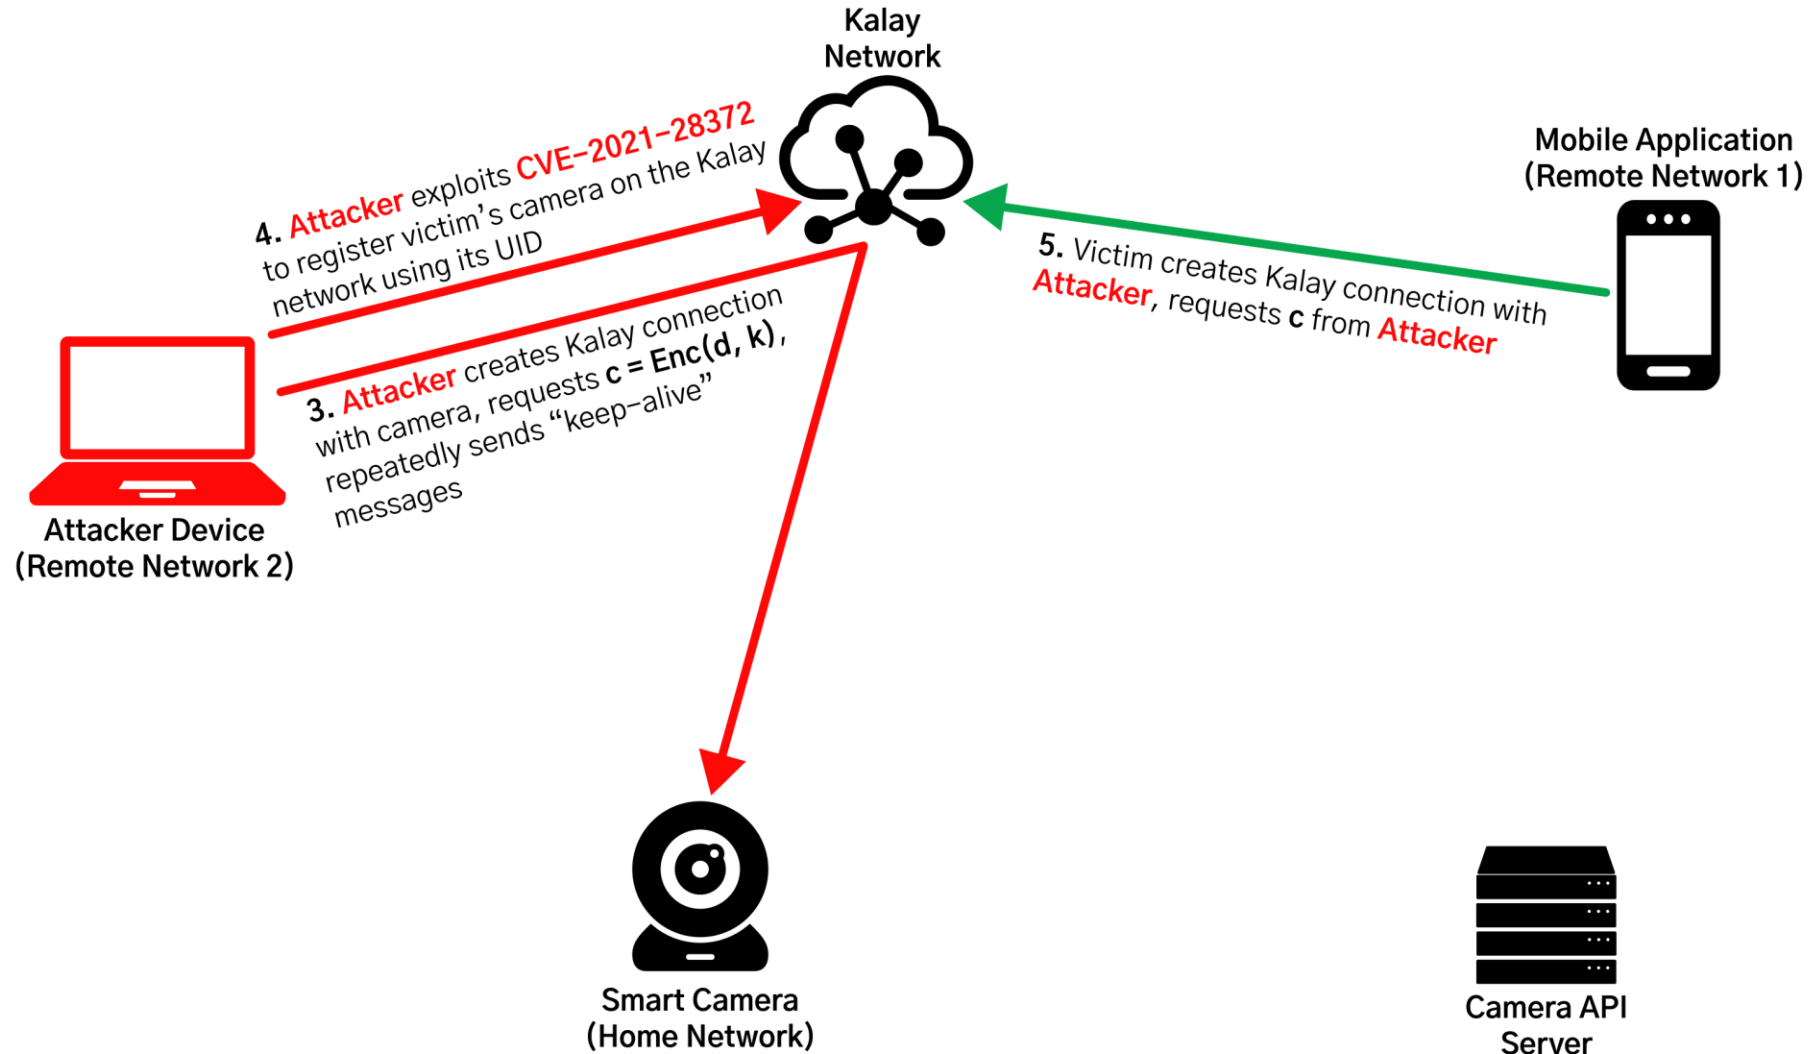 Kalay
Network
4. Attacker exploits CVE-2021-28372
to register victim's camera on the Kalay
network using its UID
Mobile Application
(Remote Network 1)
5. Victim creates Kalay connection with
Attacker, requests c from Attacker
3. Attacker creates Kalay connection
with camera, requests c = Enc(d, k),
repeatedly sends “keep-alive”
messages
Attacker Device
(Remote Network 2)
Smart Camera
(Home Network)
Camera API
Server